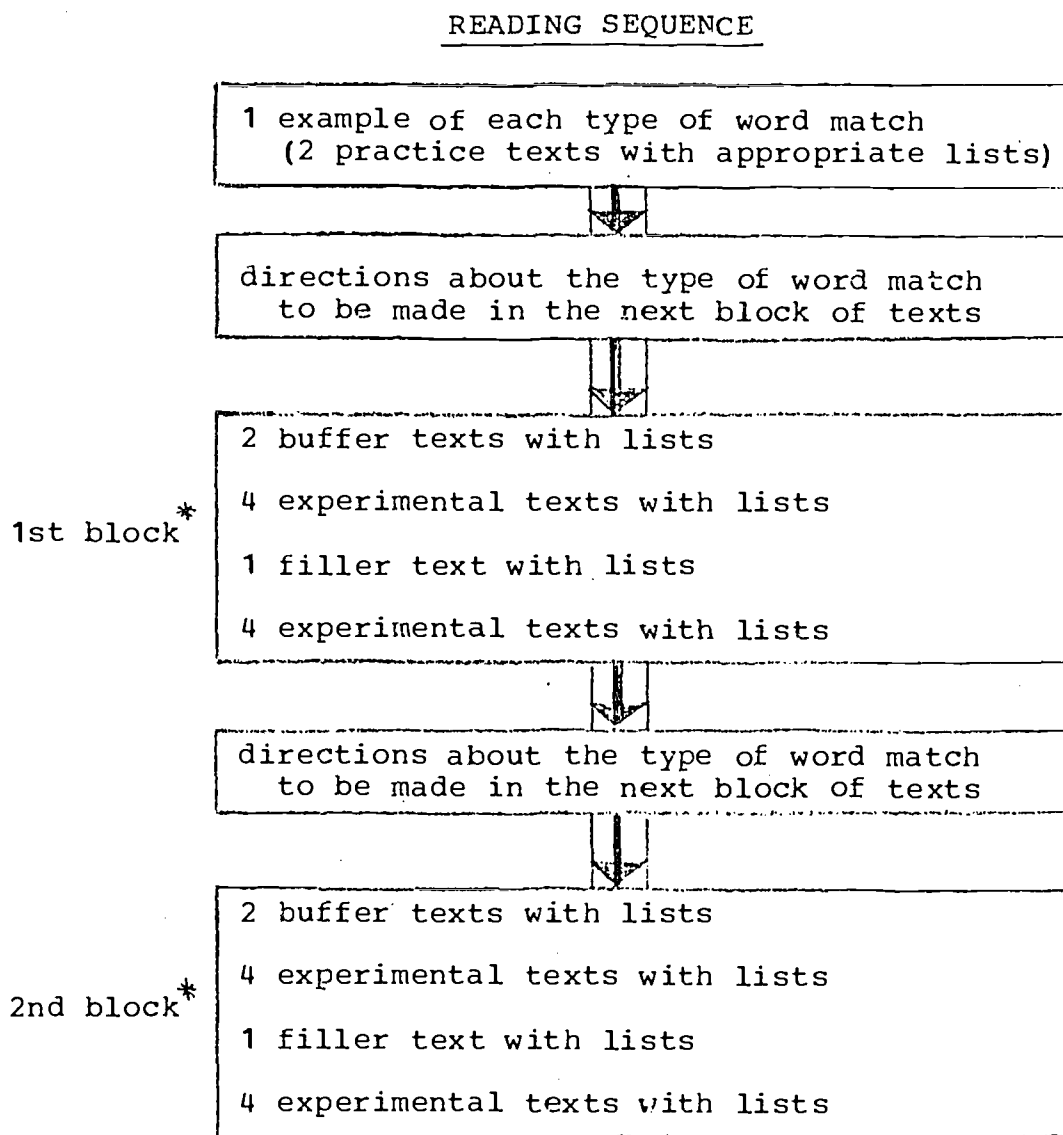 READING SEQUENCE
1 example of each type of word match
(2 practice texts with appropriate lists)
directions about the type of word match
to be made in the next block of texts
1st block*
2 buffer texts with lists
4 experimental texts with lists
1 filler text with lists
4 experimental texts with lists
directions about the type of word match
to be made in the next block of texts
2nd block*
2 buffer texts with lists
4 experimental texts with lists
1 filler text with lists
4 experimental texts with lists